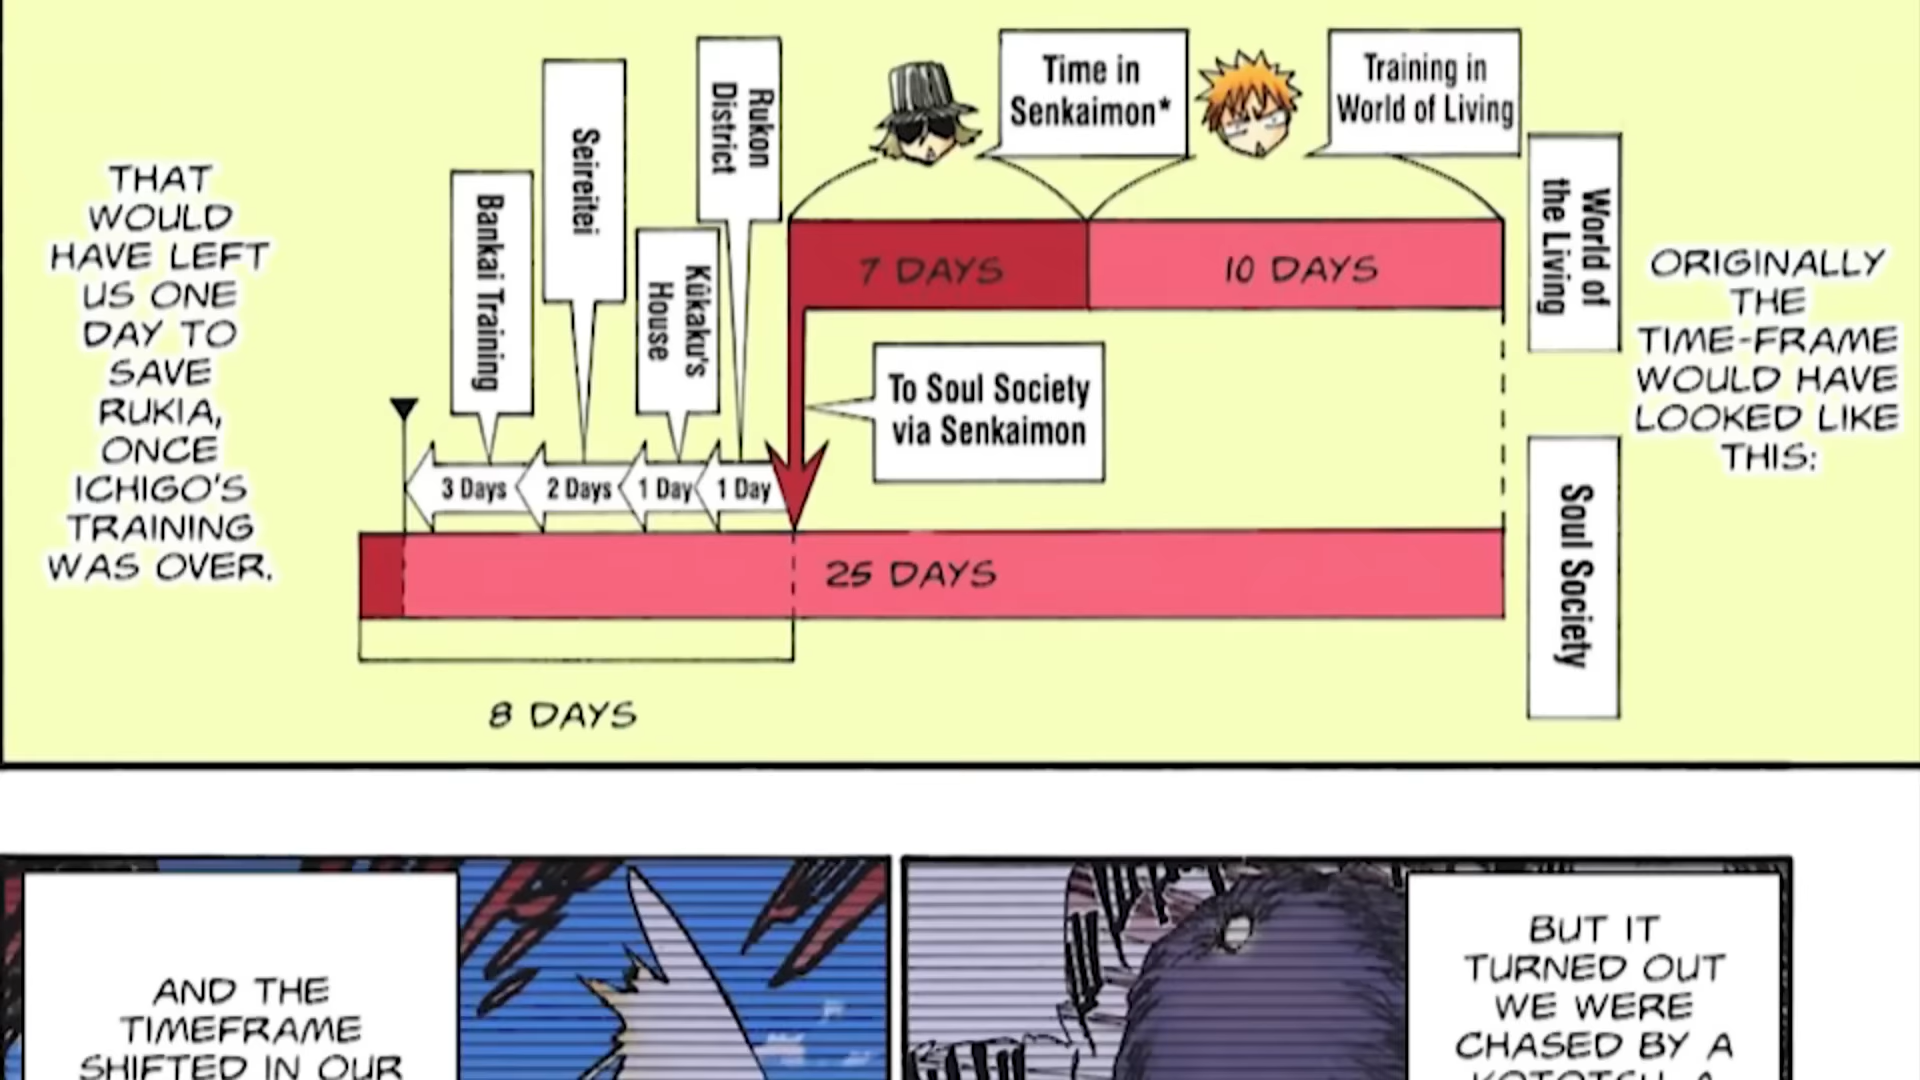 ORIGINALLY
THE
TIME-FRAME
WOULD HAVE
LOOKED LIKE
THIS:
World of
the Living
Soul Society
Training in
World of Living
Time in
Senkaimon*
10 DAYS
7 DAYS
To Soul Society
via Senkaimon
Rukon
District
Kûkaku's
House
Seireitei
Bankai Training
1 Day
1 Day
2 Days
3 Days
25 DAYS
8 DAYS
THAT
WOULD
HAVE LEFT
US ONE
DAY TO
SAVE
RUKIA,
ONCE
ICHIGO'S
TRAINING
WAS OVER.
BUT IT
TURNED OUT
WE WERE
CHASED BY A
AND THE
TIMEFRAME
SHIFTED IN OUR